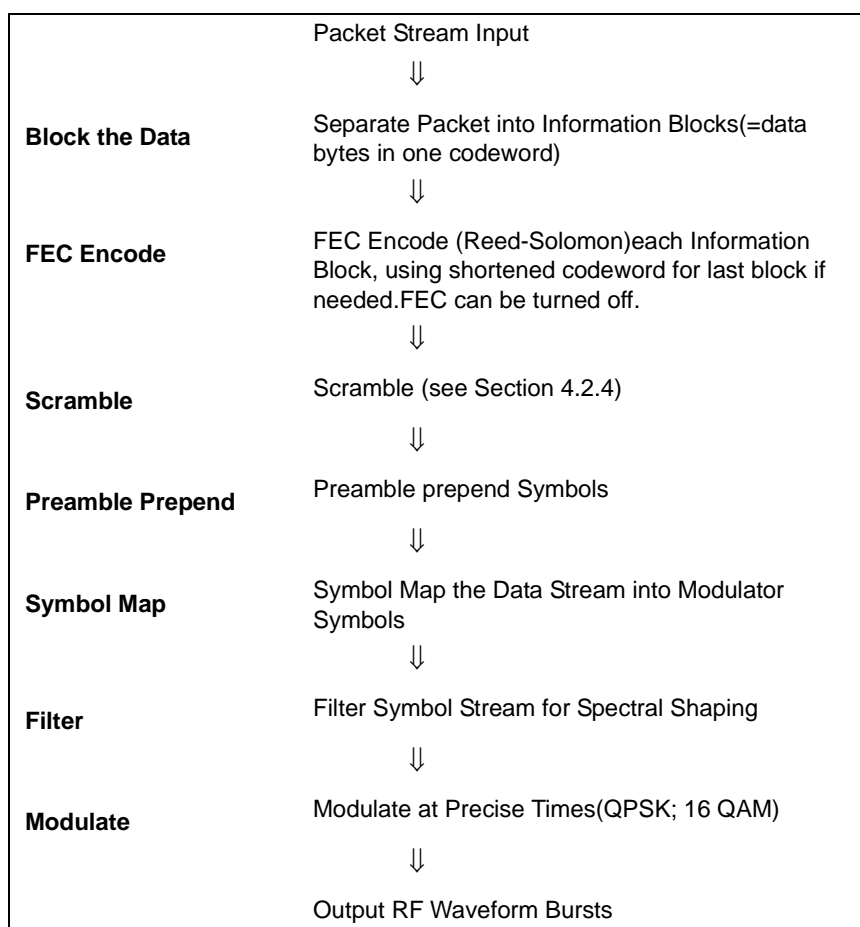 Packet Stream Input
⇓
Block the Data
Separate Packet into Information Blocks(=data
bytes in one codeword)
⇓
FEC Encode
FEC Encode (Reed-Solomon)each Information
Block, using shortened codeword for last block if
needed.FEC can be turned off.
⇓
Scramble
Scramble (see Section 4.2.4)
⇓
Preamble Prepend
Preamble prepend Symbols
⇓
Symbol Map
Symbol Map the Data Stream into Modulator
Symbols
⇓
Filter
Filter Symbol Stream for Spectral Shaping
⇓
Modulate
Modulate at Precise Times(QPSK; 16 QAM)
⇓
Output RF Waveform Bursts